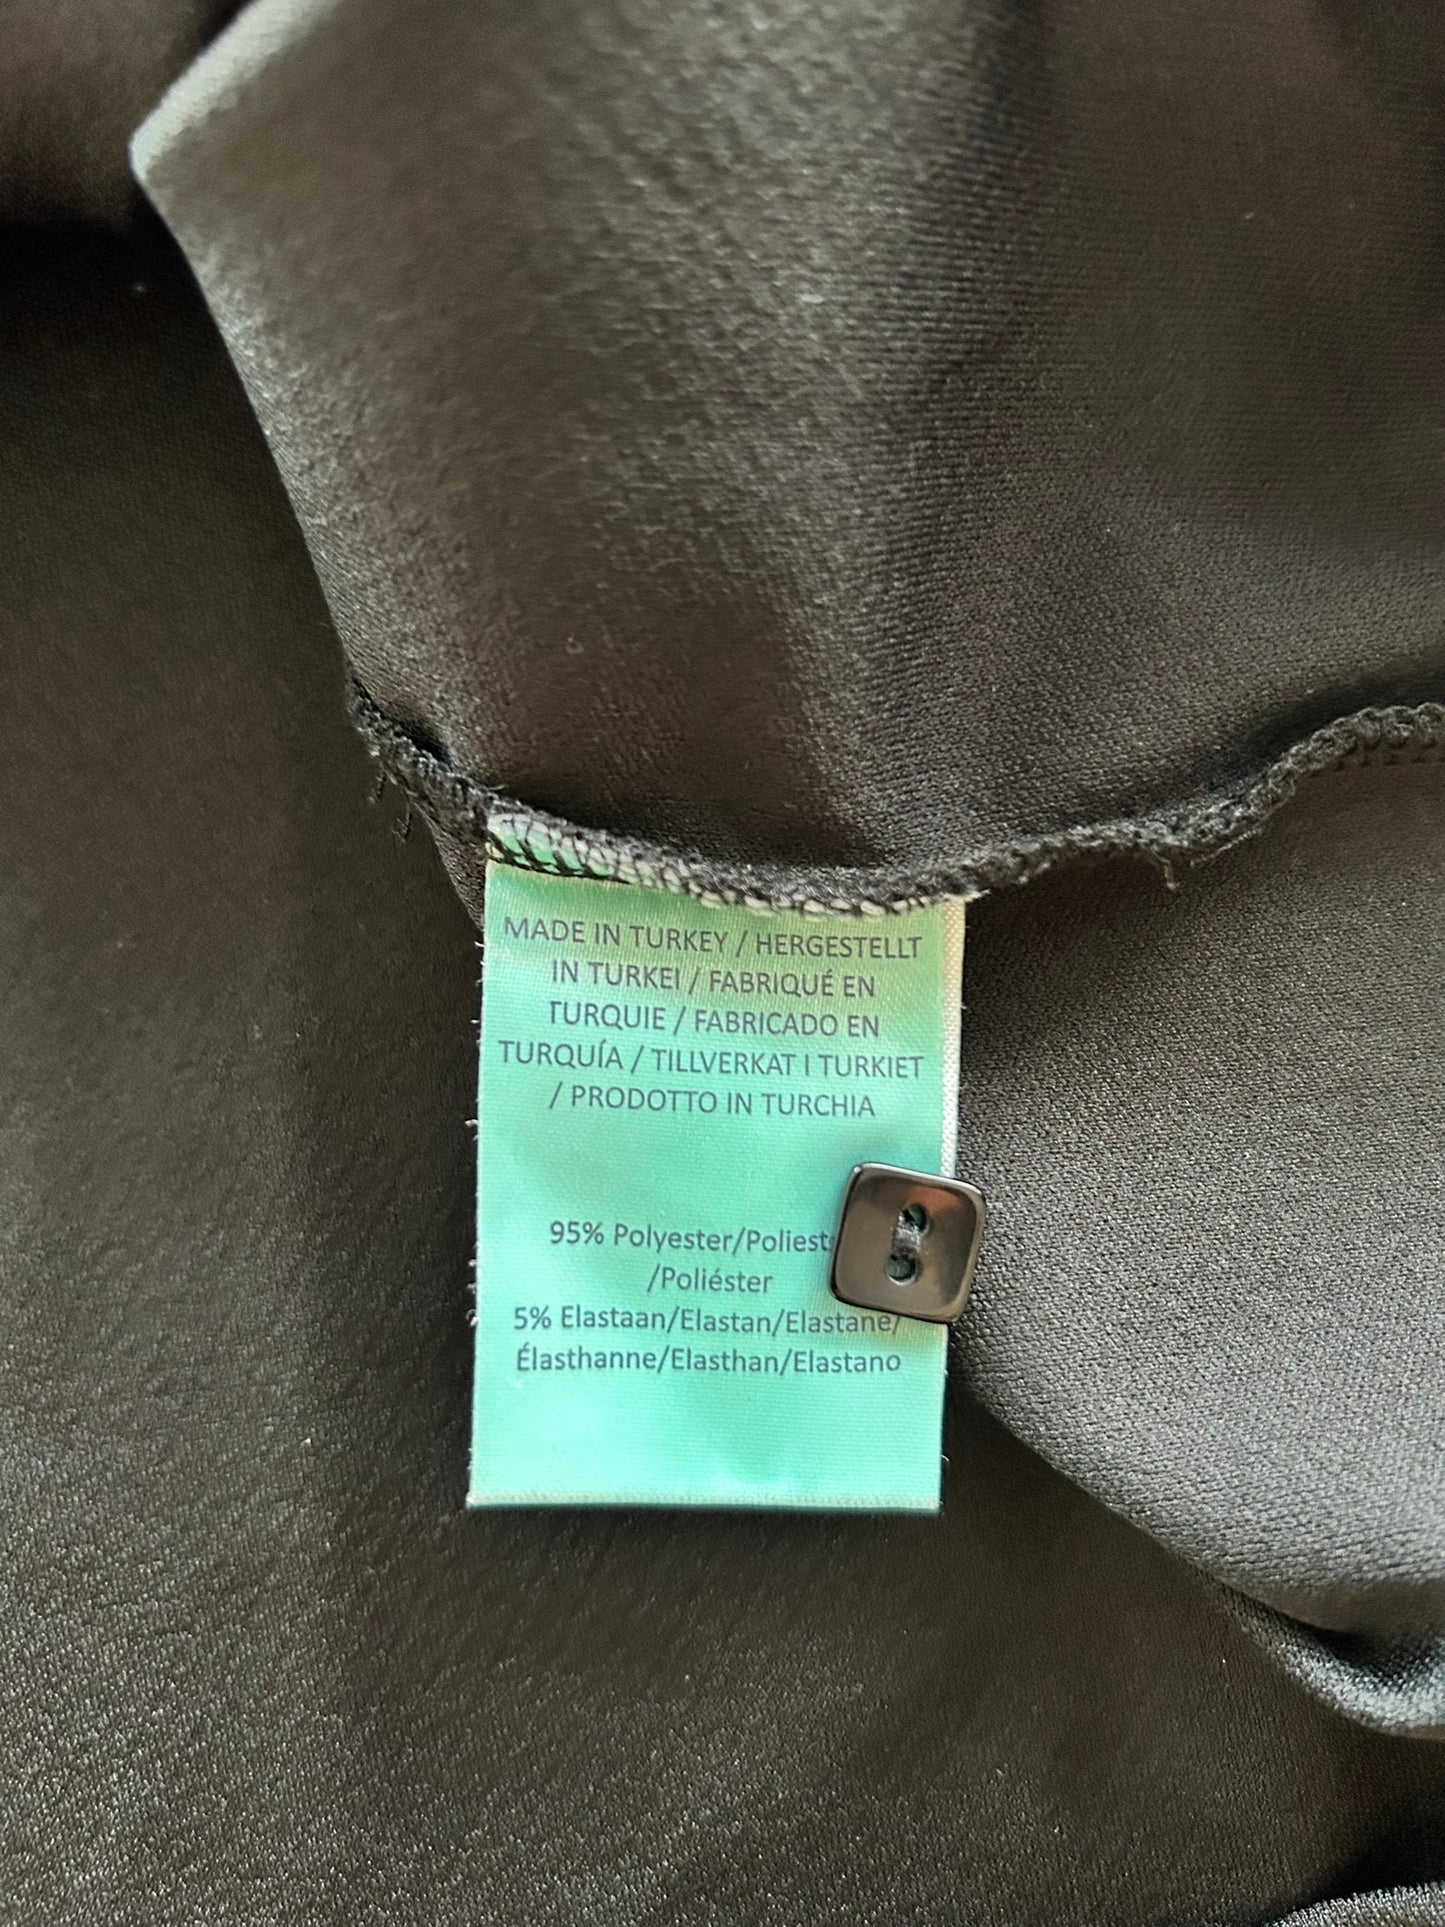 MADE IN TURKEY / HERGESTELLT
IN TURKEI / FABRIQUÉ EN
TURQUIE / FABRICADO EN
TURQUÍA / TILLVERKAT I TURKIET
/ PRODOTTO IN TURCHIA
95% Polyester/
/Poliéster
5% Elastaan/Elastan/Elastane/
Élasthanne/Elasthan/Elastano